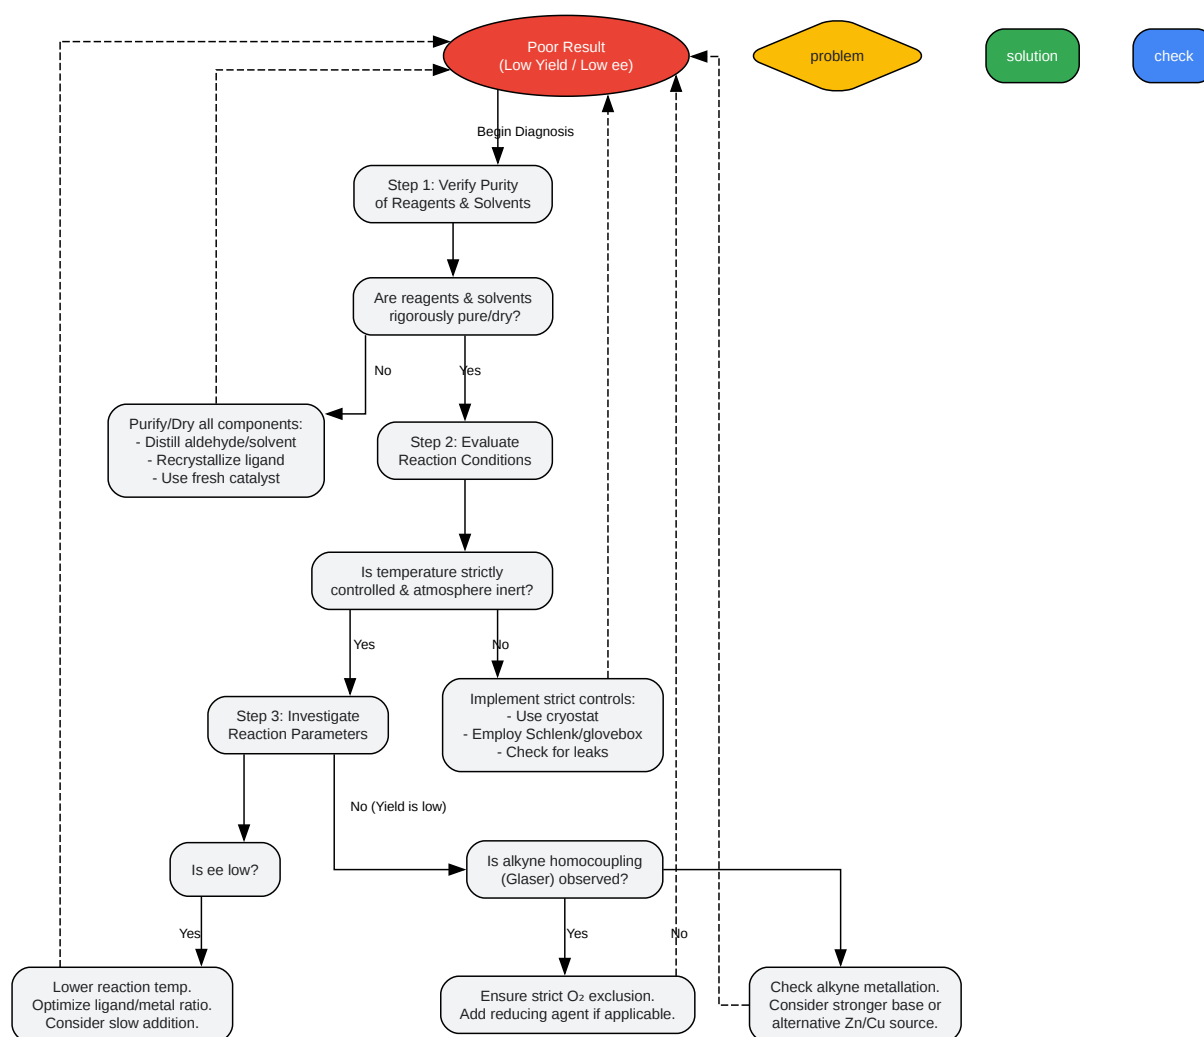 Poor Result
(Low Yield / Low ee)
problem
solution
check
Begin Diagnosis
Step 1: Verify Purity
of Reagents & Solvents
Are reagents & solvents
rigorously pure/dry?
No
Yes
Purify/Dry all components:
- Distill aldehyde/solvent
- Recrystallize ligand
- Use fresh catalyst
Step 2: Evaluate
Reaction Conditions
Is temperature strictly
controlled & atmosphere inert?
Yes
No
Step 3: Investigate
Reaction Parameters
Implement strict controls:
- Use cryostat
- Employ Schlenk/glovebox
- Check for leaks
No (Yield is low)
Is ee low?
Is alkyne homocoupling
(Glaser) observed?
Yes
Yes
No
Lower reaction temp.
Optimize ligand/metal ratio.
Consider slow addition.
Ensure strict O₂ exclusion.
Add reducing agent if applicable.
Check alkyne metallation.
Consider stronger base or
alternative Zn/Cu source.